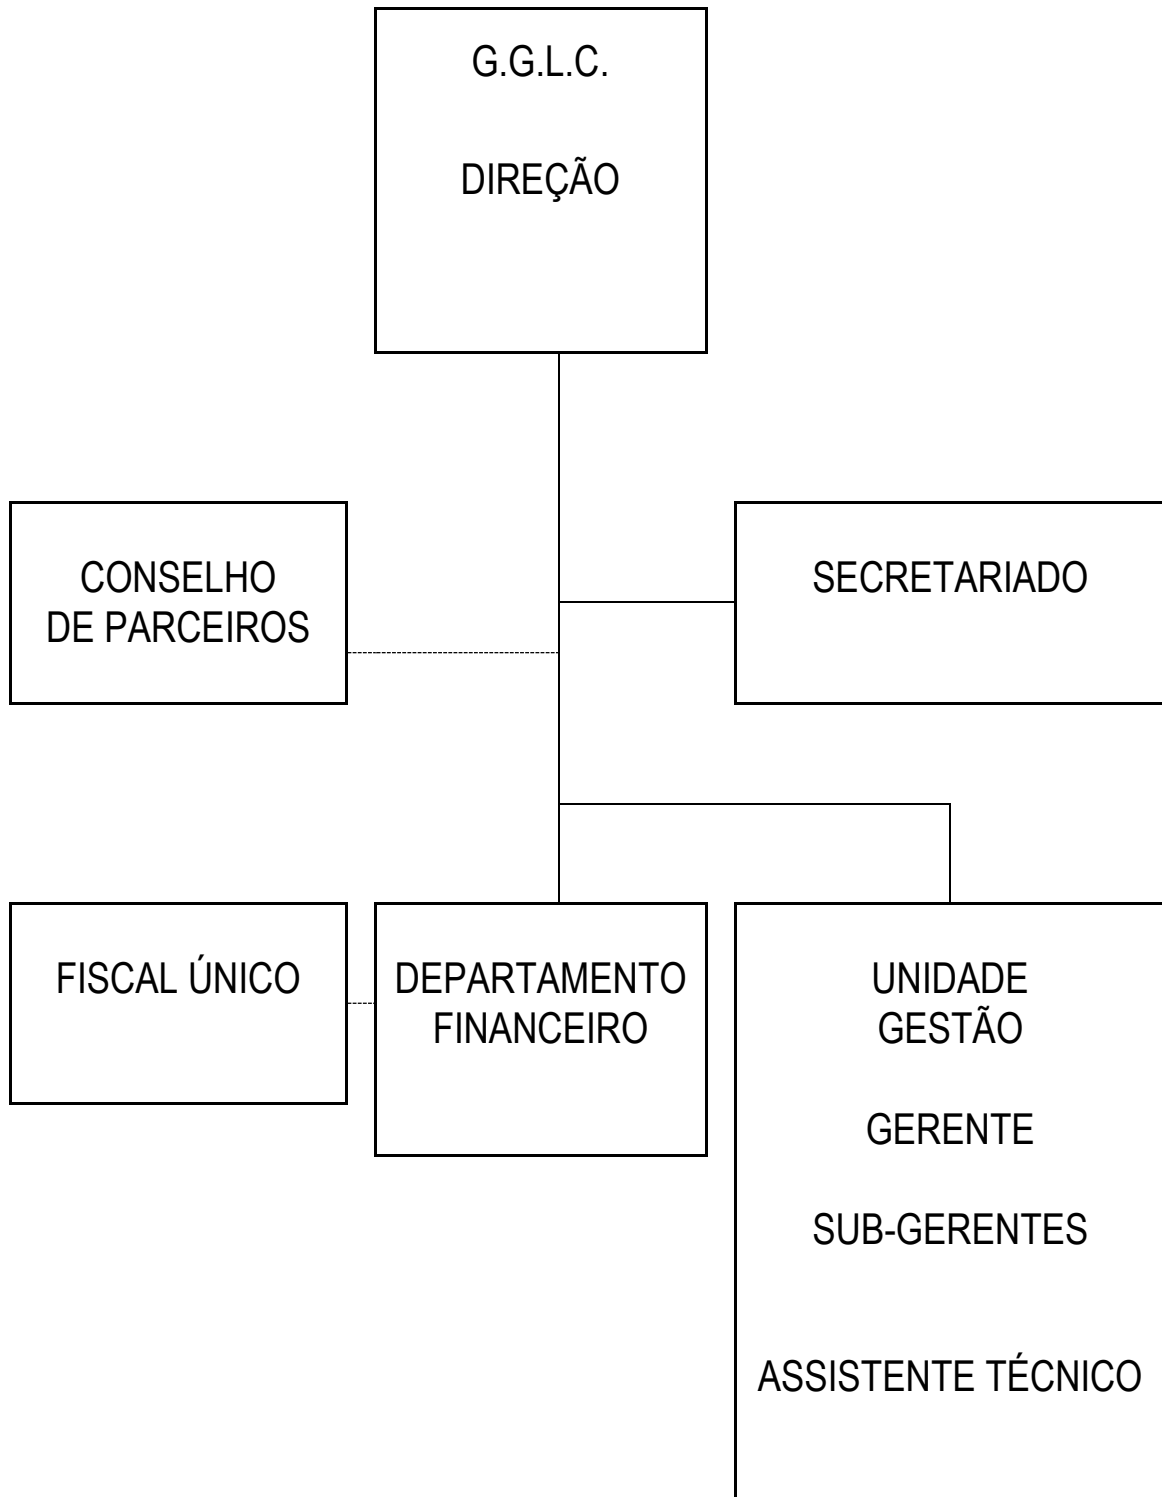 G.G.L.C.
DIREÇÃO
CONSELHO
DE PARCEIROS
SECRETARIADO
FISCAL ÚNICO
DEPARTAMENTO
FINANCEIRO
UNIDADE
GESTÃO
GERENTE
SUB-GERENTES
ASSISTENTE TÉCNICO